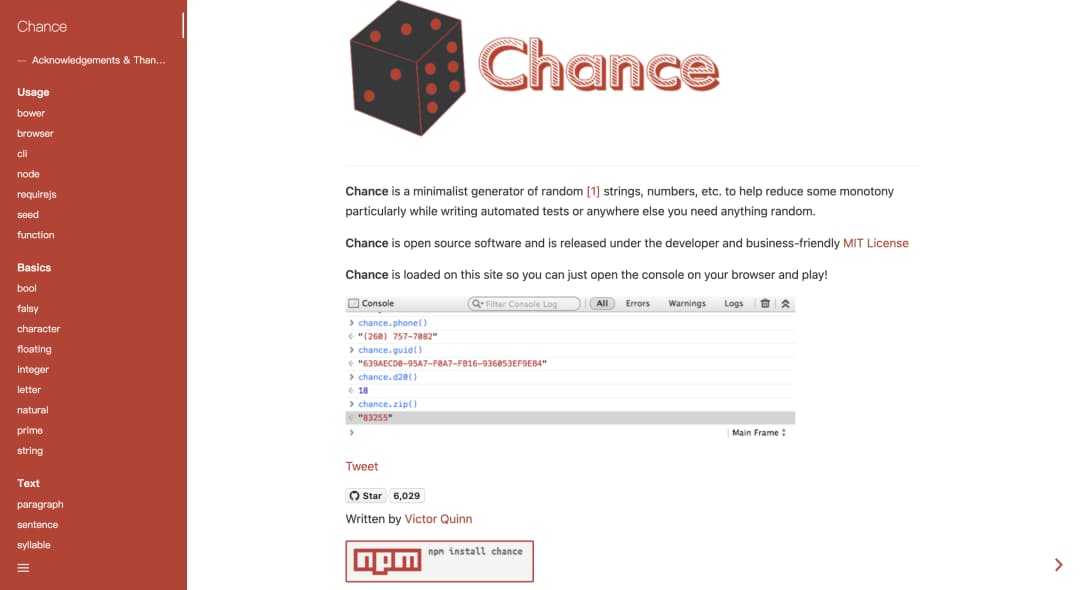 Chance
— Acknowledgements & Than...
Usage
bower
browser
cli
node
requirejs
seed
function
Basics
bool
falsy
character
floating
integer
letter
natural
prime
string
Text
paragraph
sentence
syllable
Chance
Chance is a minimalist generator of random [1] strings, numbers, etc. to help reduce some monotony
particularly while writing automated tests or anywhere else you need anything random.
Chance is open source software and is released under the developer and business-friendly MIT License
Chance is loaded on this site so you can just open the console on your browser and play!
Console Filter Console Log All Errors Warnings Logs
> chance.phone()
"(260) 757-7082"
> chance.guid()
"639AECD0-95A7-F0A7-FB16-936053EF9EB4"
> chance.d20()
18
> chance.zip()
"83255"
>
Main Frame
Tweet
Star 6,029
Written by Victor Quinn
npm npm install chance